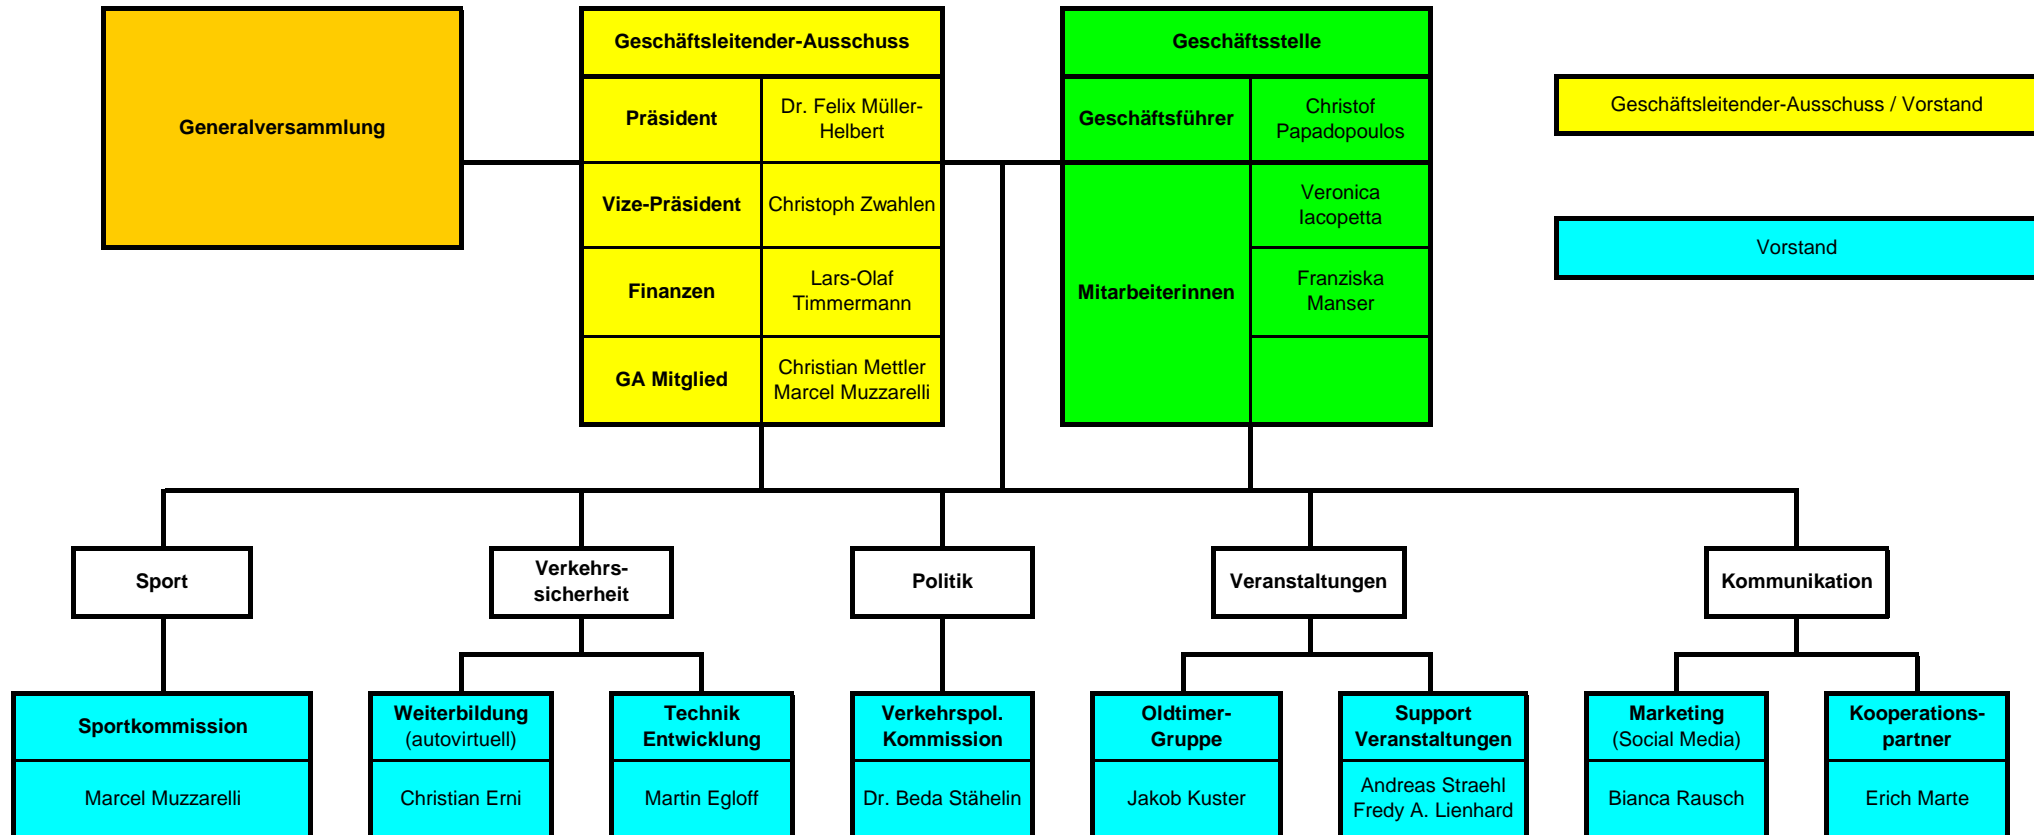 Generalversammlung
Geschäftsleitender-Ausschuss
Präsident
Dr. Felix Müller-
Helbert
Vize-Präsident
Christoph Zwahlen
Finanzen
Lars-Olaf
Timmermann
GA Mitglied
Christian Mettler
Marcel Muzzarelli
Geschäftsstelle
Geschäftsführer
Christof
Papadopoulos
Mitarbeiterinnen
Veronica
Iacopetta
Franziska
Manser
Geschäftsleitender-Ausschuss / Vorstand
Vorstand
Sport
Verkehrs-
sicherheit
Politik
Veranstaltungen
Kommunikation
Sportkommission
Marcel Muzzarelli
Weiterbildung
(autovirtuell)
Christian Erni
Technik
Entwicklung
Martin Egloff
Verkehrspol.
Kommission
Dr. Beda Stähelin
Oldtimer-
Gruppe
Jakob Kuster
Support
Veranstaltungen
Andreas Straehl
Fredy A. Lienhard
Marketing
(Social Media)
Bianca Rausch
Kooperations-
partner
Erich Marte